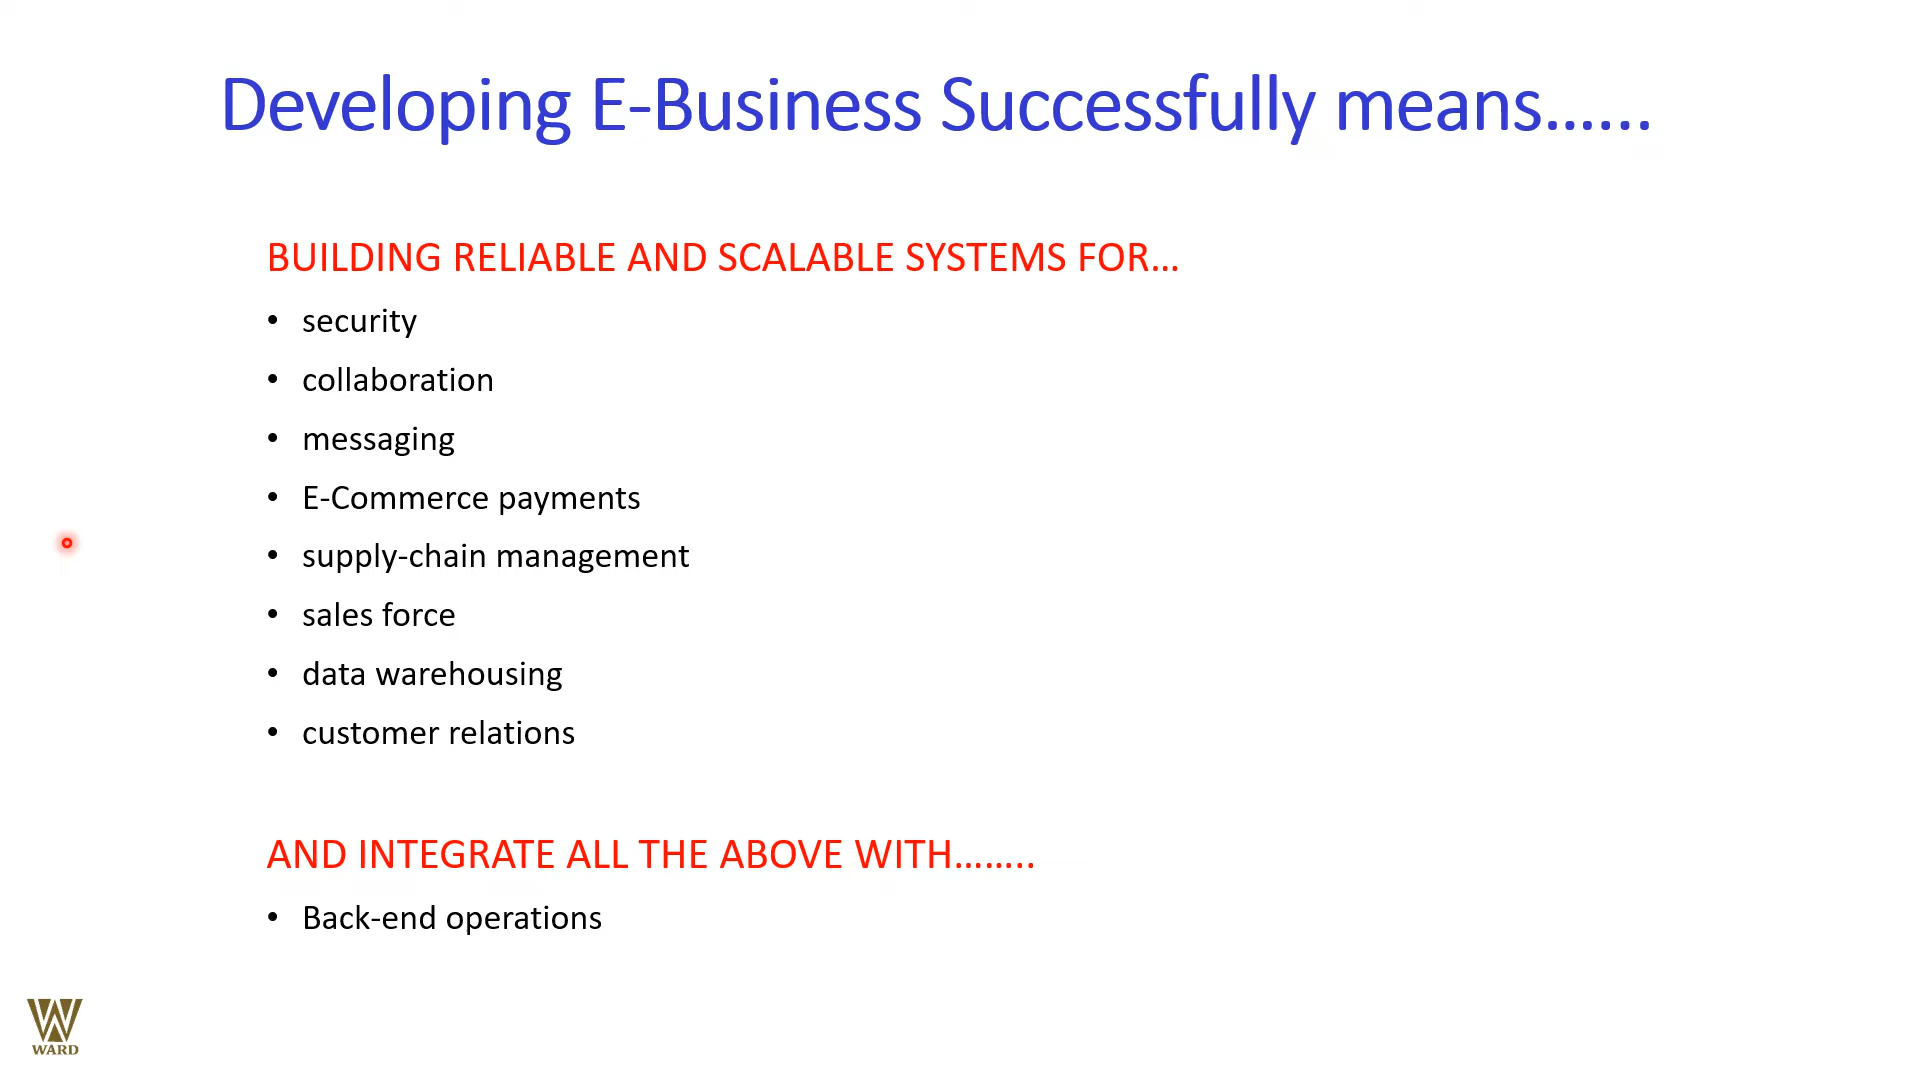 Developing E-Business Successfully means…...
BUILDING RELIABLE AND SCALABLE SYSTEMS FOR…
• security
• collaboration
• messaging
• E-Commerce payments
• supply-chain management
• sales force
• data warehousing
• customer relations
AND INTEGRATE ALL THE ABOVE WITH……..
• Back-end operations
WARD